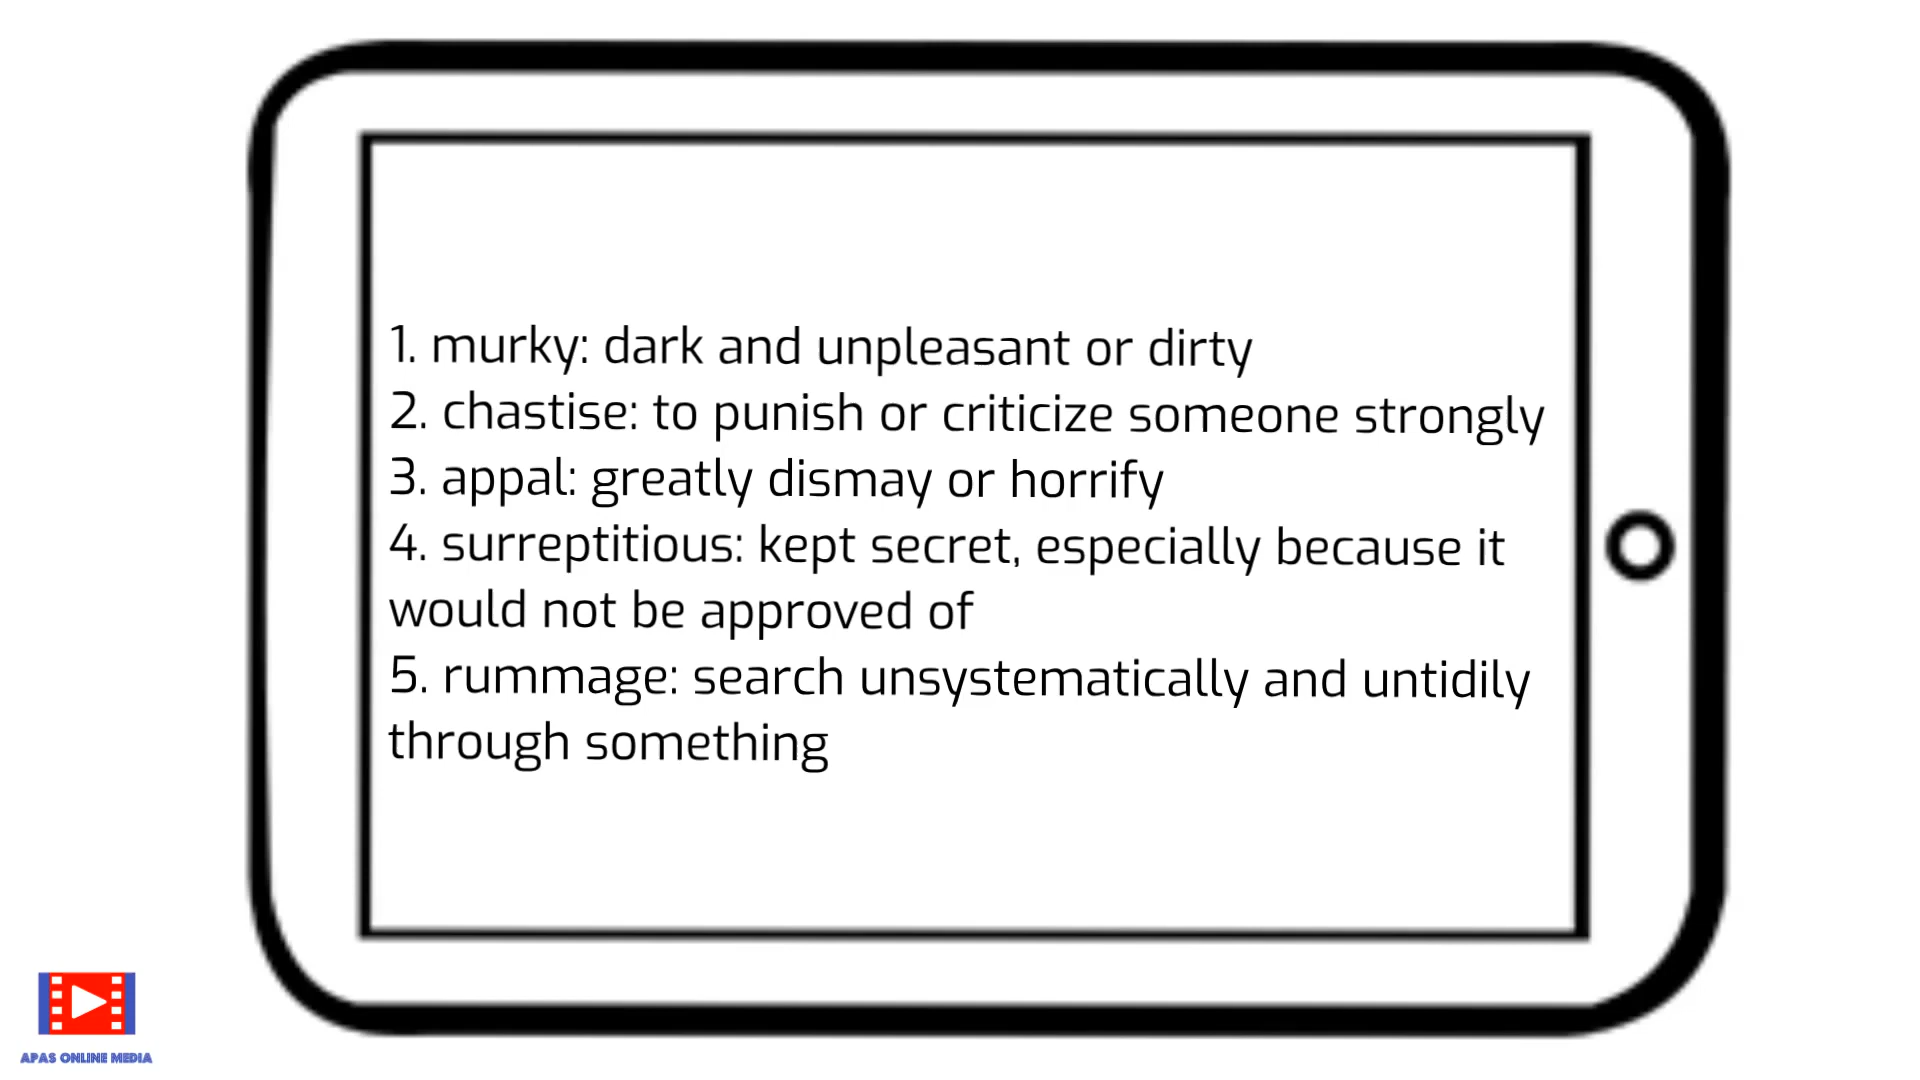 1. murky: dark and unpleasant or dirty
2. chastise: to punish or criticize someone strongly
3. appal: greatly dismay or horrify
4. surreptitious: kept secret, especially because it
would not be approved of
5. rummage: search unsystematically and untidily
through something
APAS ONLINE MEDIA